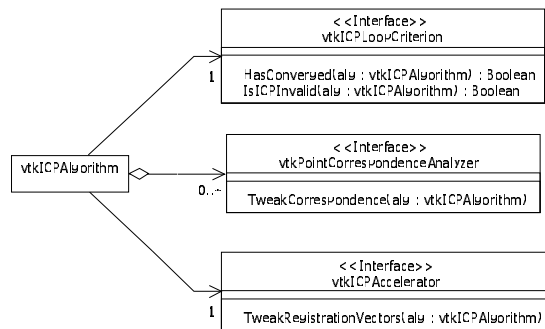 <<Interface>>
vtkICPLoopCriterion
HasConverged(alg : vtkICPAlgorithm) : Boolean
IsICPInvalid(alg : vtkICPAlgorithm) : Boolean
1
<<Interface>>
vtkPointCorrespondenceAnalyzer
vtkICPAlgorithm
0..*
TweakCorrespondence(alg : vtkICPAlgorithm)
<<Interface>>
vtkICPAccelerator
1
TweakRegistrationVectors(alg : vtkICPAlgorithm)